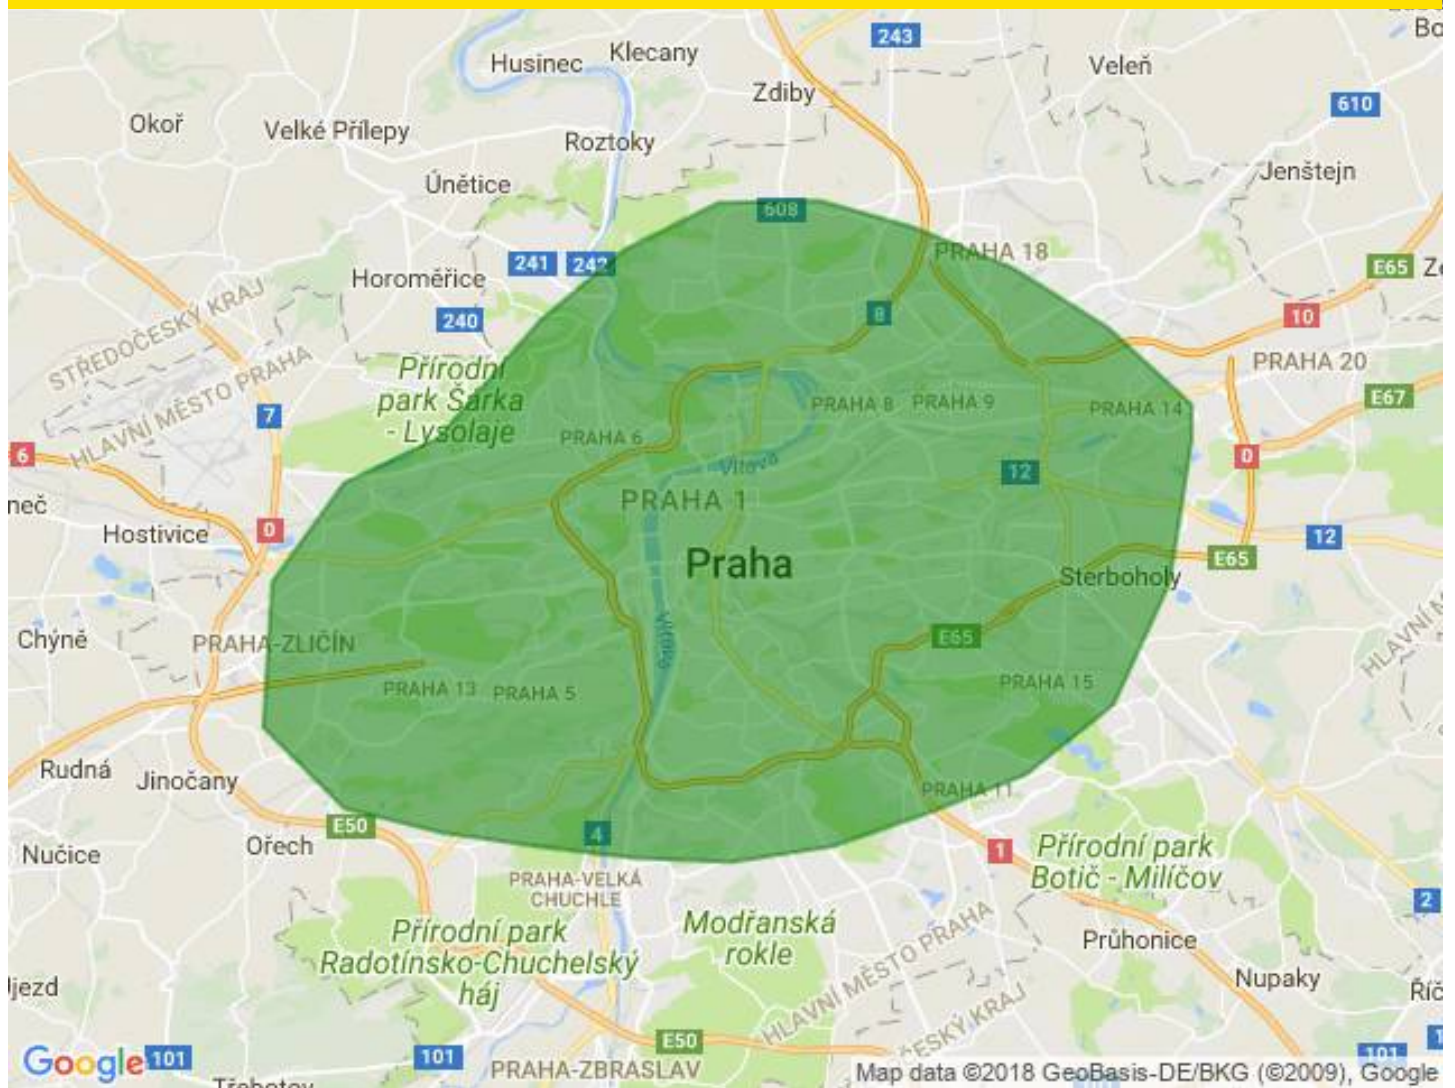 243
Klecany
Husinec
Veleň
Zdiby
610
Okoř
Velké Přílepy
Roztoky
Jenštejn
Únětice
608
PRAHA 18
241
242
E65
Horoměřice
240
8
10
STŘEDOČESKÝ KRAJ
HLAVNÍ MĚSTO PRAHA
Přírodní
park Šárka
- Lysolaje
PRAHA 20
E67
7
PRAHA 8
PRAHA 9
PRAHA 14
PRAHA 6
6
0
Vltava
12
PRAHA 1
neč
Hostivice
0
12
Praha
E65
Sterboholy
Chýně
PRAHA-ZLIČÍN
Vltava
E65
PRAHA 13
PRAHA 5
PRAHA 15
Rudná
Jinočany
PRAHA 11
E50
4
Ořech
Nučice
1
Přírodní park
Botič - Milíčov
PRAHA-VELKÁ
CHUCHLE
2
Modřanská
rokle
Přírodní park
Radotínsko-Chuchelský
háj
HLAVNÍ MĚSTO PRAHA
Průhonice
Nupaky
Újezd
Říč
E50
ČESKÝ KRAJ
Google
101
101
PRAHA-ZBRASLAV
101
Třebotov
Map data ©2018 GeoBasis-DE/BKG (©2009), Google